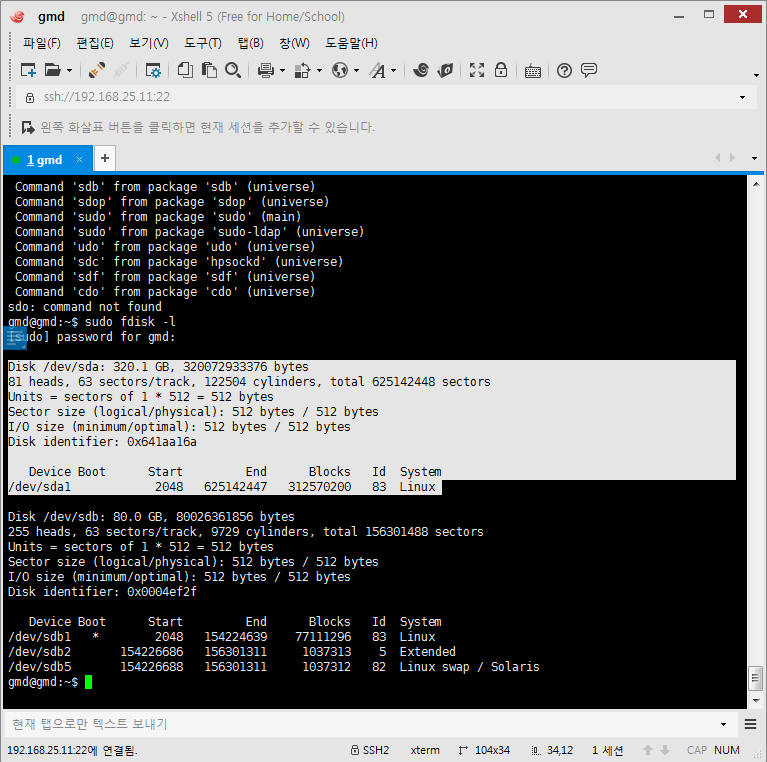 gmd gmd@gmd: ~ - Xshell 5 (Free for Home/School)
파일(F) 편집(E) 보기(V) 도구(T) 탭(B) 창(W) 도움말(H)
ssh://192.168.25.11:22
왼쪽 화살표 버튼을 클릭하면 현재 세션을 추가할 수 있습니다.
1 gmd × +
Command 'sdb' from package 'sdb' (universe)
Command 'sdop' from package 'sdop' (universe)
Command 'sudo' from package 'sudo' (main)
Command 'sudo' from package 'sudo-ldap' (universe)
Command 'udo' from package 'udo' (universe)
Command 'sdc' from package 'hpsockd' (universe)
Command 'sdf' from package 'sdf' (universe)
Command 'cdo' from package 'cdo' (universe)
sdo: command not found
gmd@gmd:~$ sudo fdisk -l
[sudo] password for gmd:
Disk /dev/sda: 320.1 GB, 320072933376 bytes
81 heads, 63 sectors/track, 122504 cylinders, total 625142448 sectors
Units = sectors of 1 * 512 = 512 bytes
Sector size (logical/physical): 512 bytes / 512 bytes
I/O size (minimum/optimal): 512 bytes / 512 bytes
Disk identifier: 0x641aa16a
Device Boot Start End Blocks Id System
/dev/sda1 2048 625142447 312570200 83 Linux
Disk /dev/sdb: 80.0 GB, 80026361856 bytes
255 heads, 63 sectors/track, 9729 cylinders, total 156301488 sectors
Units = sectors of 1 * 512 = 512 bytes
Sector size (logical/physical): 512 bytes / 512 bytes
I/O size (minimum/optimal): 512 bytes / 512 bytes
Disk identifier: 0x0004ef2f
Device Boot Start End Blocks Id System
/dev/sdb1 * 2048 154224639 77111296 83 Linux
/dev/sdb2 154226686 156301311 1037313 5 Extended
/dev/sdb5 154226688 156301311 1037312 82 Linux swap / Solaris
gmd@gmd:~$
현재 탭으로만 텍스트 보내기
192.168.25.11:22에 연결됨. SSH2 xterm 104x34 34,12 1 세션 CAP NUM